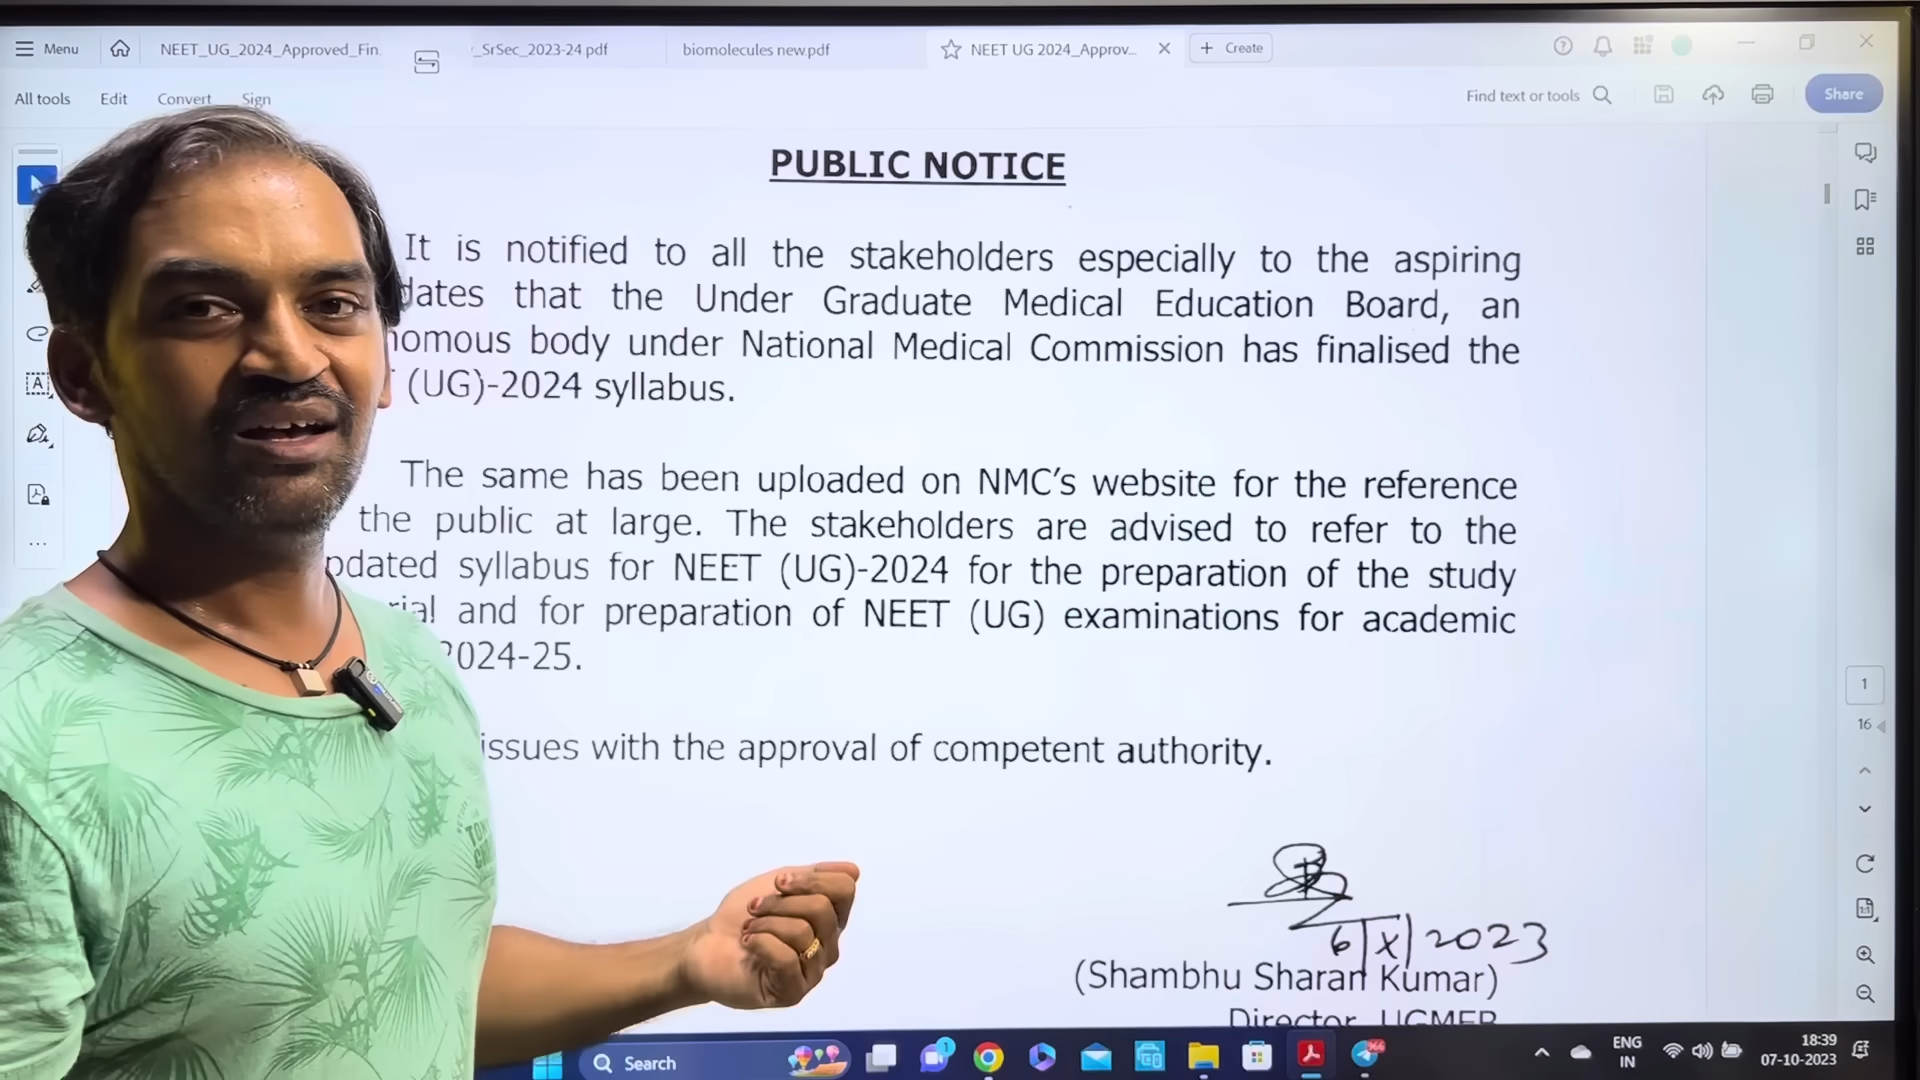 Menu
NEET_UG_2024_Approved_Fin
_SrSec_2023-24 pdf
biomolecules new.pdf
NEET UG 2024_Approv...
+ Create
All tools Edit Convert Sign
Find text or tools
Share
PUBLIC NOTICE
It is notified to all the stakeholders especially to the aspiring
dates that the Under Graduate Medical Education Board, an
nomous body under National Medical Commission has finalised the
(UG)-2024 syllabus.
The same has been uploaded on NMC's website for the reference
the public at large. The stakeholders are advised to refer to the
pdated syllabus for NEET (UG)-2024 for the preparation of the study
rial and for preparation of NEET (UG) examinations for academic
2024-25.
issues with the approval of competent authority.
6|X|2023
(Shambhu Sharan Kumar)
Director, UGMEB
1
16
Search
1
966
ENG
IN
18:39
07-10-2023